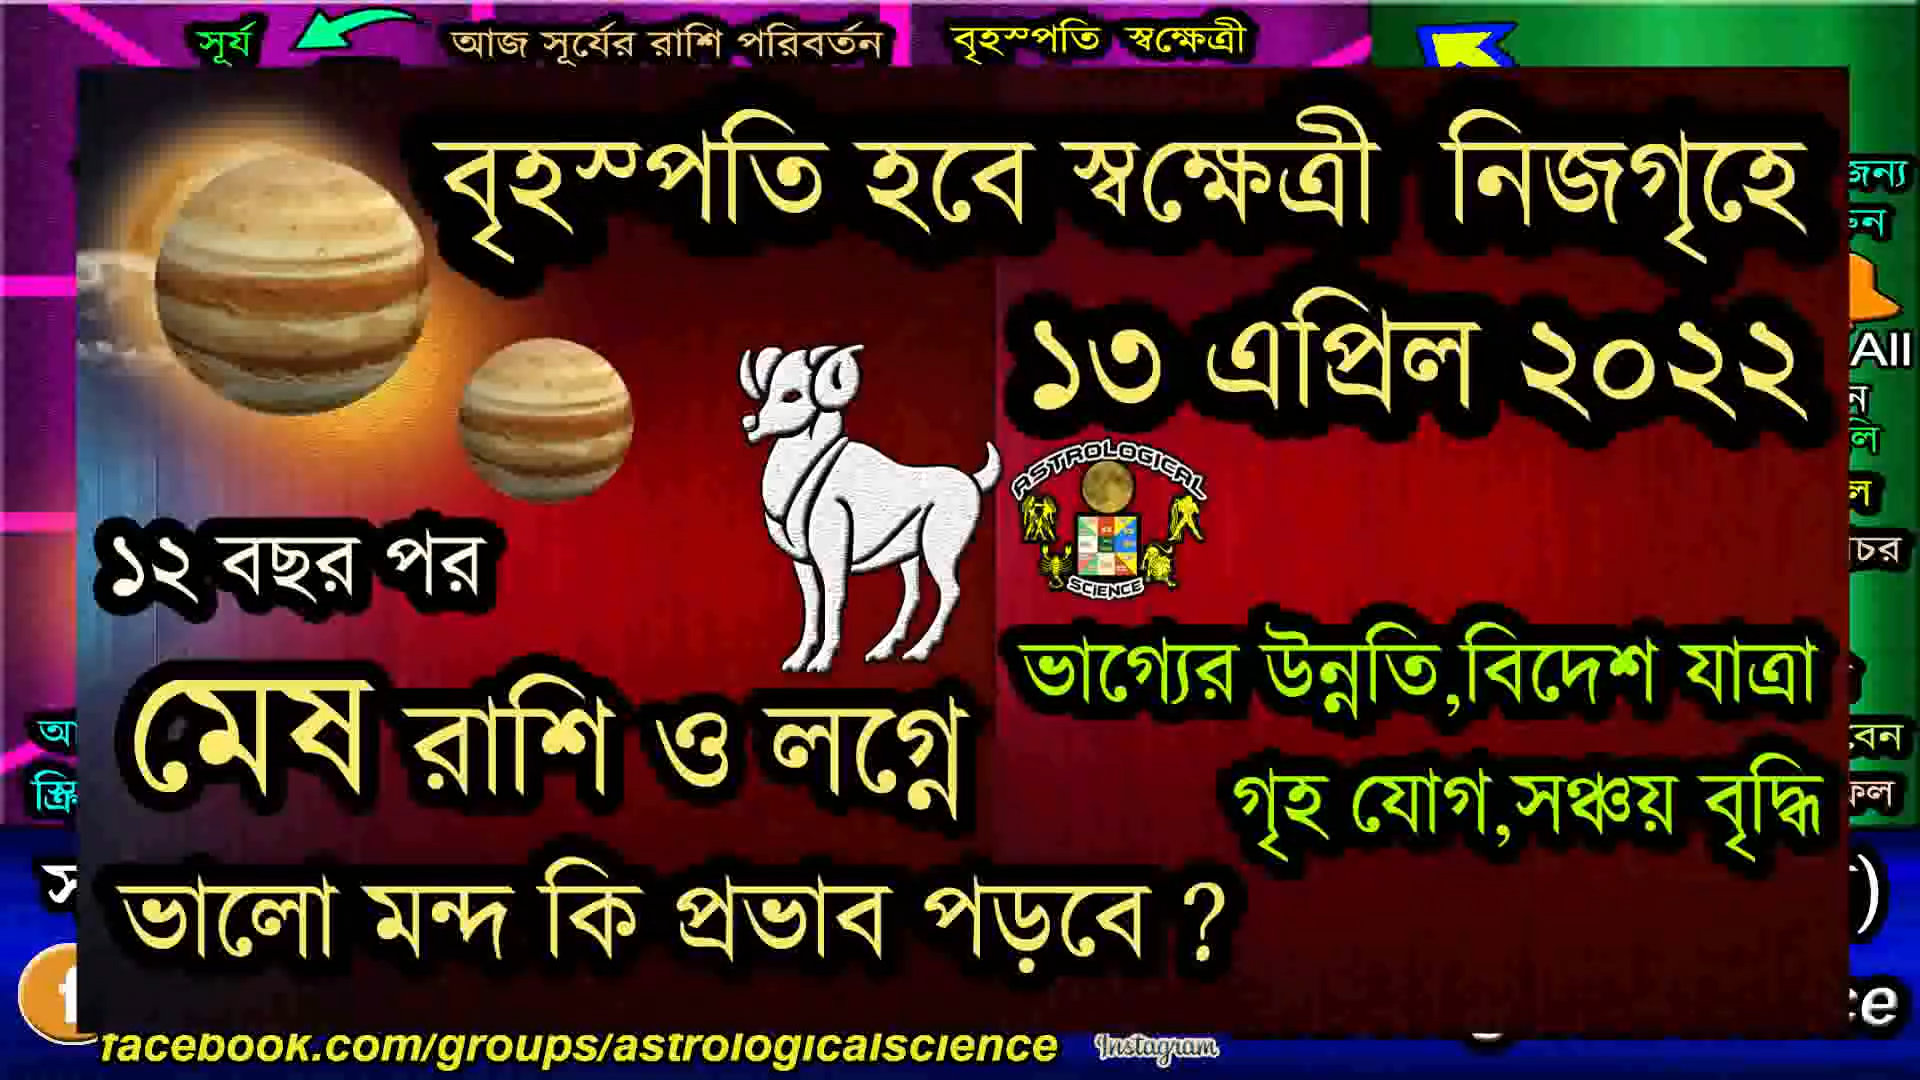 সূর্য
আজ সূর্যের রাশি পরিবর্তন
বৃহস্পতি স্বক্ষেত্রী
বৃহস্পতি হবে স্বক্ষেত্রী নিজগৃহে
১৩ এপ্রিল ২০২২
All
ASTROLOGICAL
SCIENCE
১২ বছর পর
মেষ রাশি ও লগ্নে
ভাগ্যের উন্নতি,বিদেশ যাত্রা
গৃহ যোগ,সঞ্চয় বৃদ্ধি
ভালো মন্দ কি প্রভাব পড়বে ?
facebook.com/groups/astrologicalscience
Instagram